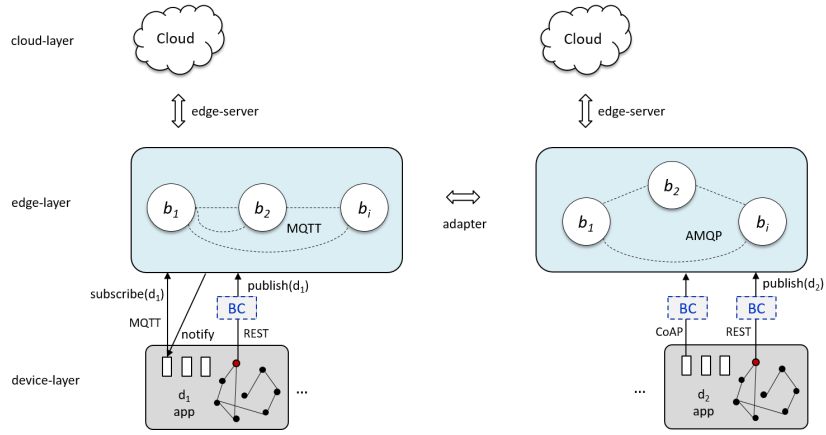 cloud-layer
Cloud
Cloud
edge-server
edge-server
edge-layer
b1
b2
bi
MQTT
adapter
b1
b2
bi
AMQP
subscribe(d1)
publish(d1)
MQTT
BC
notify
REST
publish(d2)
BC
BC
CoAP
REST
device-layer
d1
app
...
...
d2
app